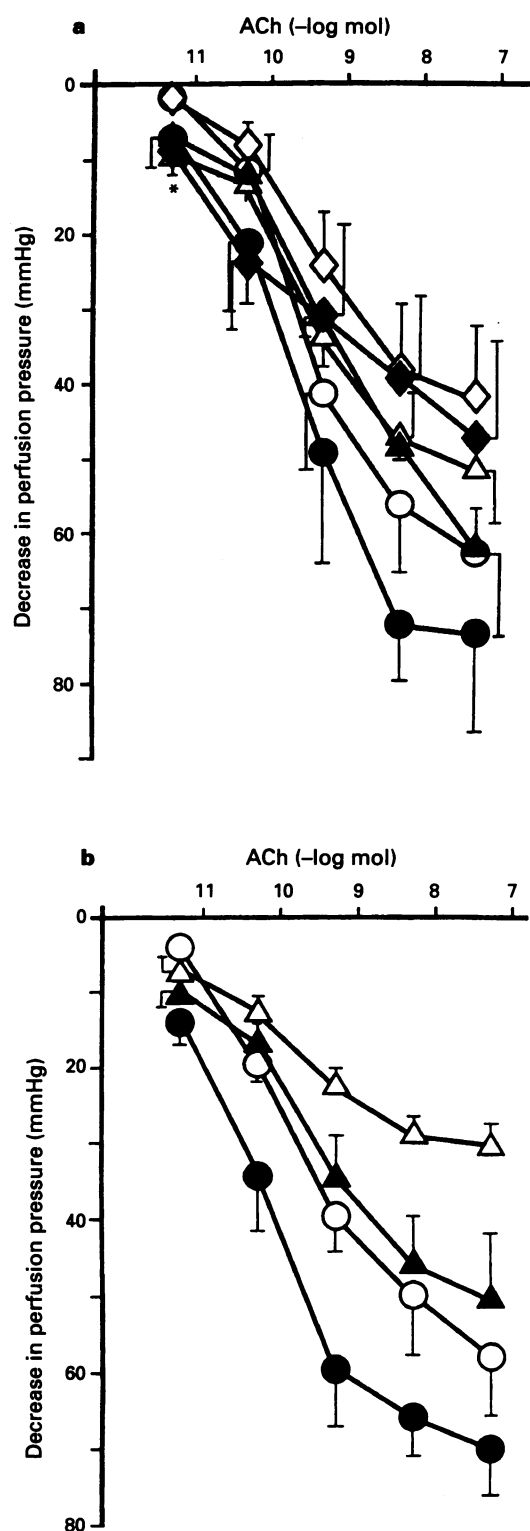 a
ACh (–log mol)
11 10 9 8 7
0
20
40
60
80
Decrease in perfusion pressure (mmHg)
*
b
ACh (–log mol)
11 10 9 8 7
0
20
40
60
80
Decrease in perfusion pressure (mmHg)